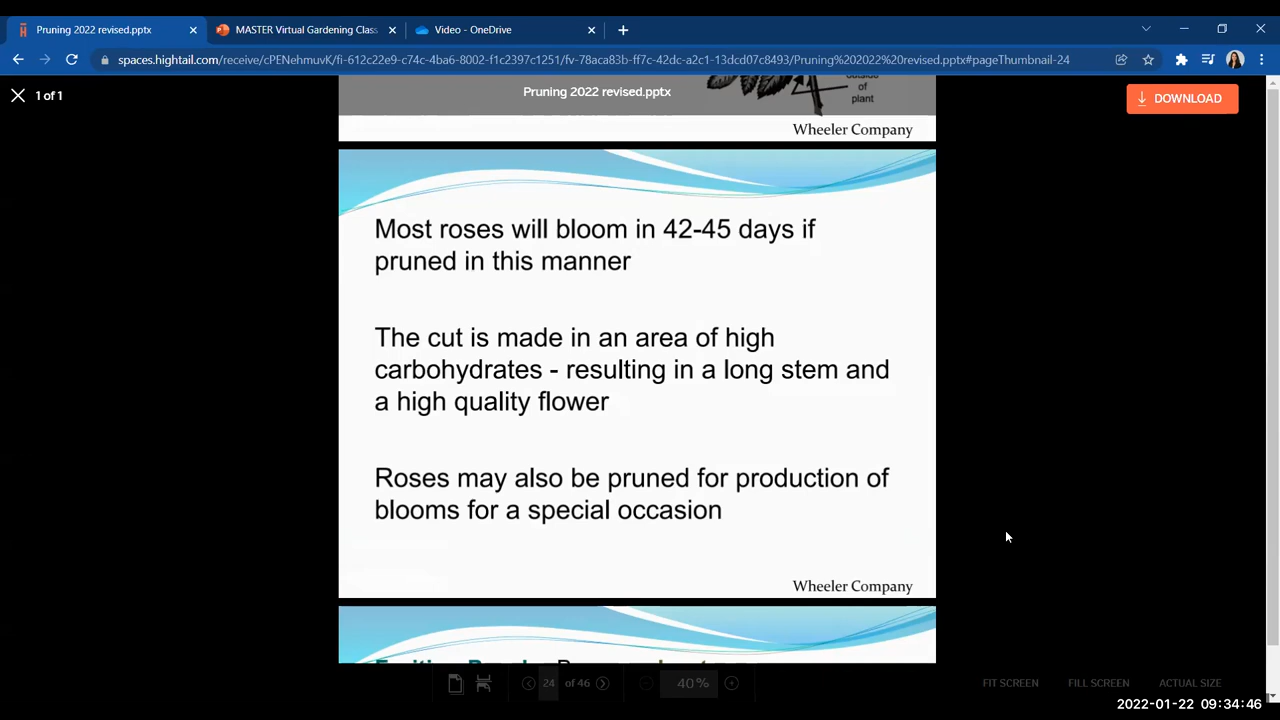 Pruning 2022 revised.pptx
MASTER Virtual Gardening Class
Video - OneDrive
spaces.hightail.com/receive/cPENehmuvK/fi-612c22e9-c74c-4ba6-8002-f1c2397c1251/fv-78aca83b-ff7c-42dc-a2c1-13dcd07c8493/Pruning%202022%20revised.pptx#pageThumbnail-24
1 of 1
Pruning 2022 revised.pptx
DOWNLOAD
of
plant
Wheeler Company
Most roses will bloom in 42-45 days if
pruned in this manner
The cut is made in an area of high
carbohydrates - resulting in a long stem and
a high quality flower
Roses may also be pruned for production of
blooms for a special occasion
Wheeler Company
24 of 46
40%
FIT SCREEN
FILL SCREEN
ACTUAL SIZE
2022-01-22 09:34:46